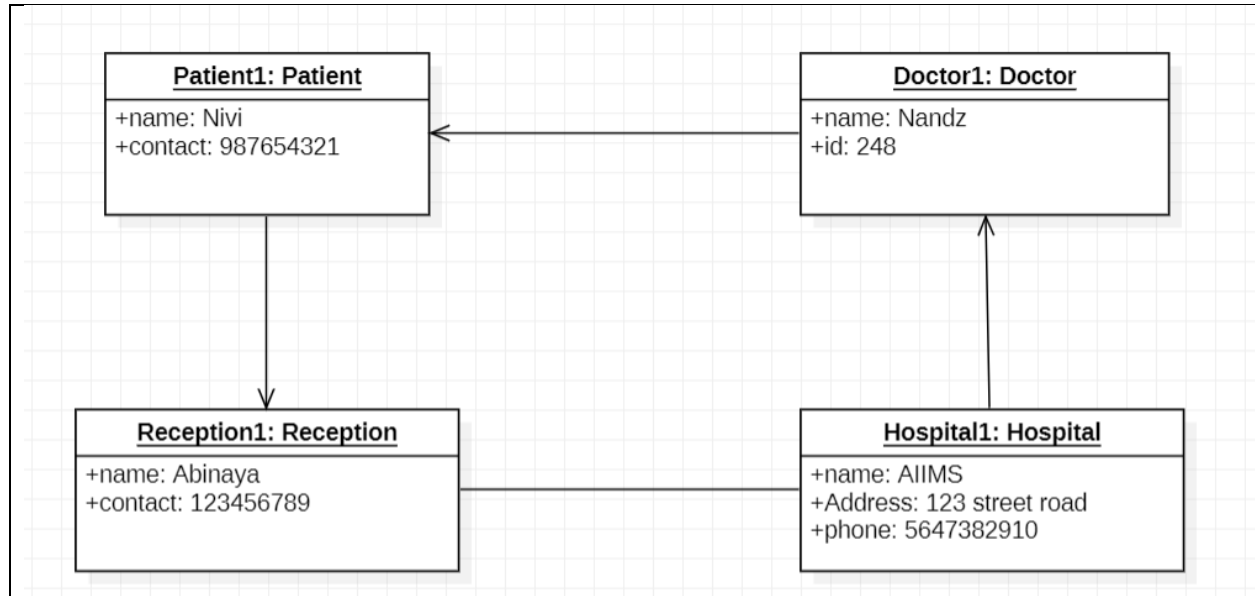 Patient1: Patient
+name: Nivi
+contact: 987654321
Doctor1: Doctor
+name: Nandz
+id: 248
Reception1: Reception
+name: Abinaya
+contact: 123456789
Hospital1: Hospital
+name: AIIMS
+Address: 123 street road
+phone: 5647382910